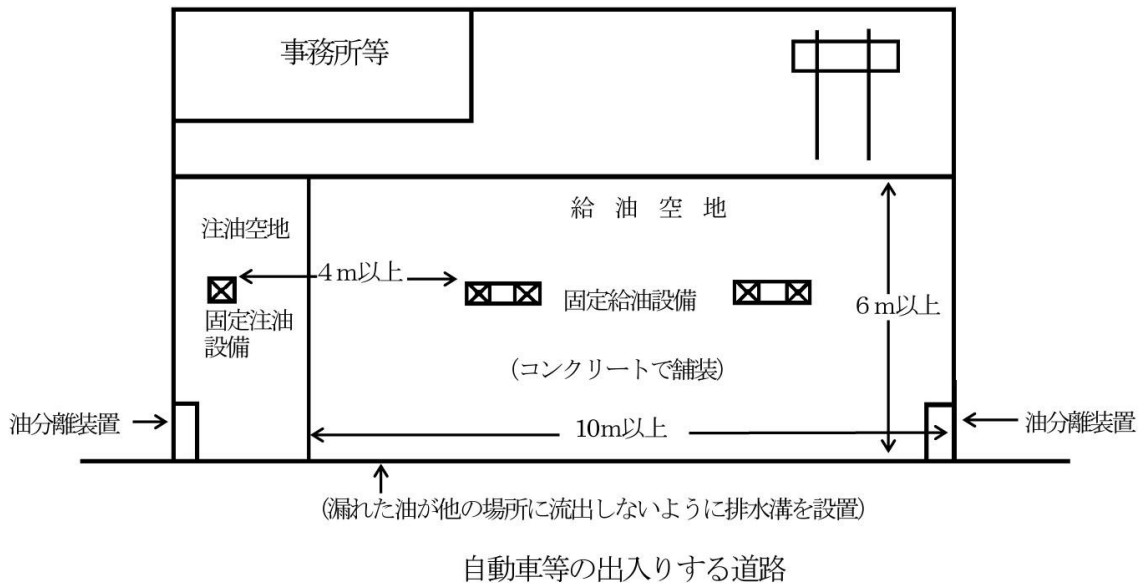 事務所等
給油空地
注油空地
4m以上
固定給油設備
固定注油
設備
6m以上
(コンクリートで舗装)
油分離装置
10m以上
油分離装置
(漏れた油が他の場所に流出しないように排水溝を設置)
自動車等の出入りする道路